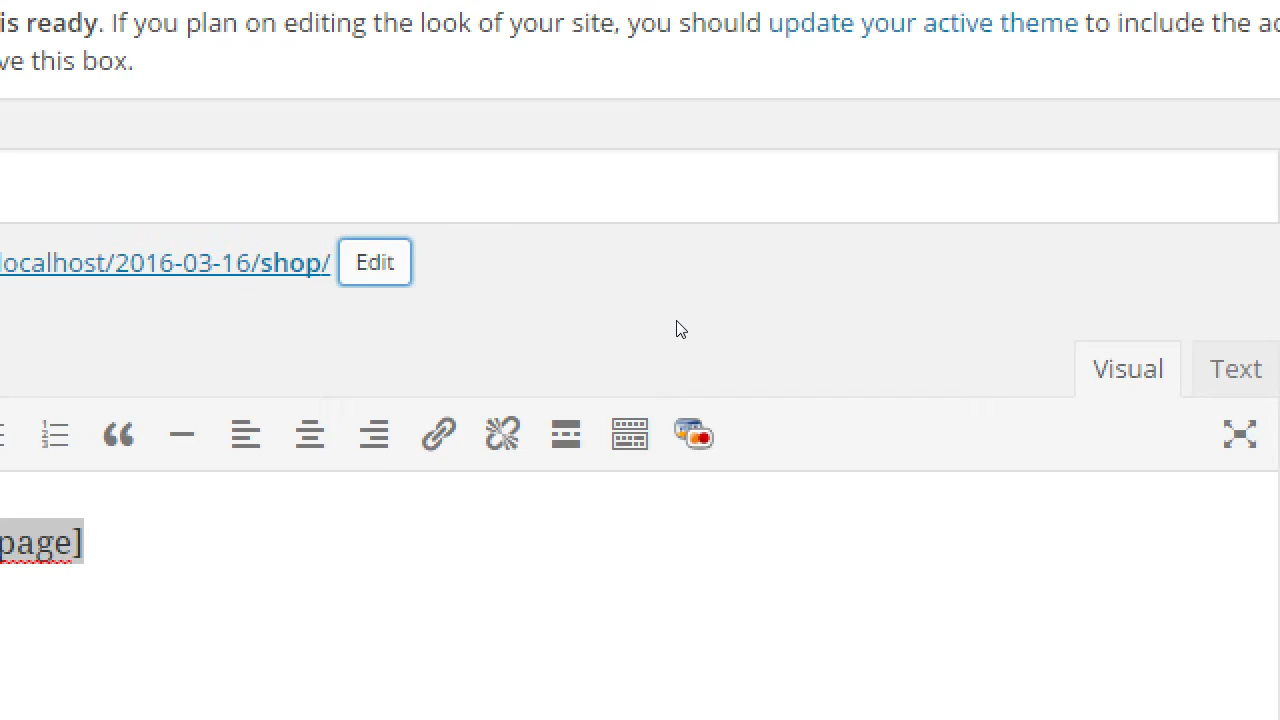 is ready. If you plan on editing the look of your site, you should update your active theme to include the
ve this box.
localhost/2016-03-16/shop/ Edit
Visual Text
page]